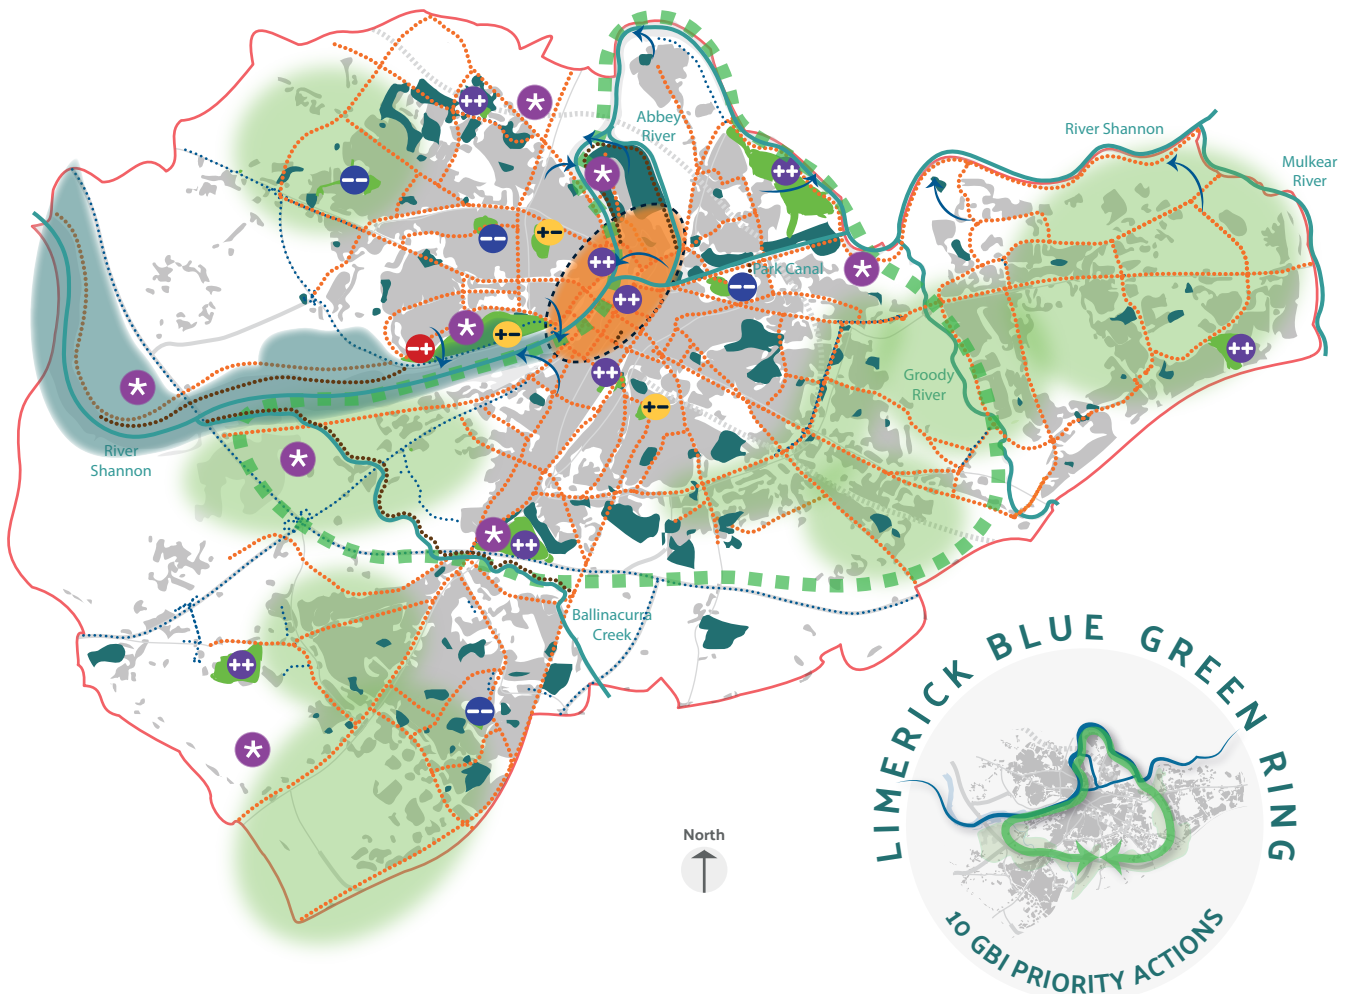 Abbey
River
River Shannon
Mulkear
River
Park Canal
Groody
River
River
Shannon
Ballinacurra
Creek
North
LIMERICK BLUE GREEN RING
10 GBI PRIORITY ACTIONS
++
*
--
*
++
--
+-
++
*
--
++
*
+-
-+
++
++
*
+-
*
*
++
++
--
*